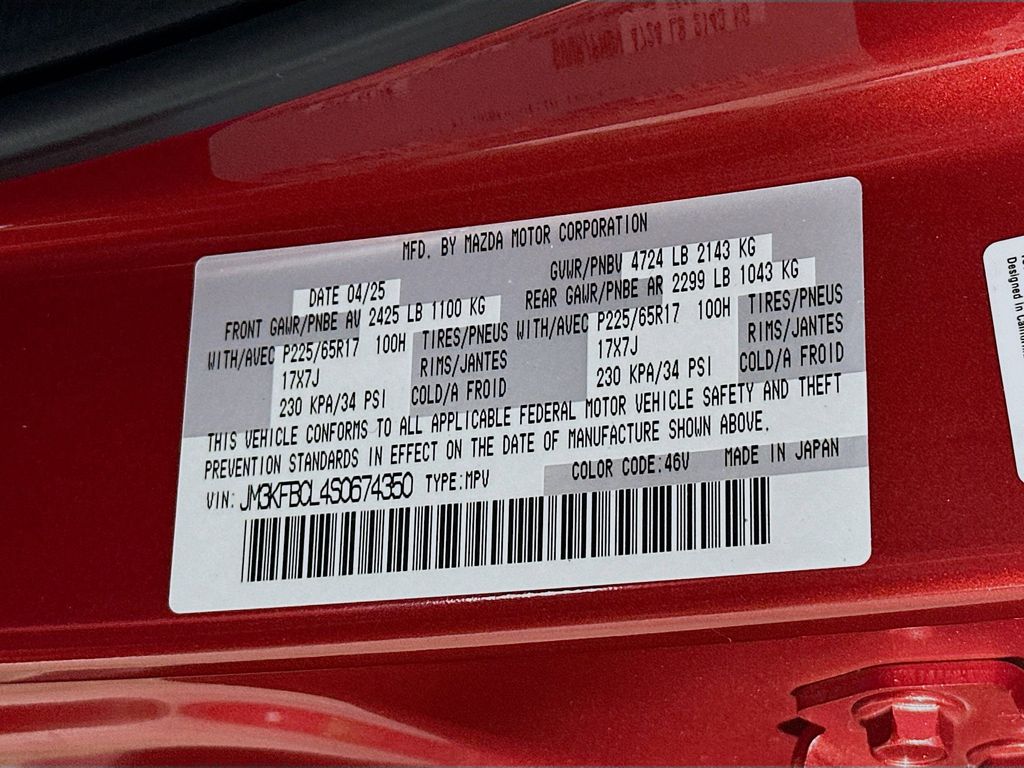 MFD. BY MAZDA MOTOR CORPORATION
DATE 04/25 GVWR/PNBV 4724 LB 2143 KG
FRONT GAWR/PNBE AV 2425 LB 1100 KG REAR GAWR/PNBE AR 2299 LB 1043 KG
WITH/AVEC P225/65R17 100H TIRES/PNEUS WITH/AVEC P225/65R17 100H TIRES/PNEUS
17X7J RIMS/JANTES 17X7J RIMS/JANTES
230 KPA/34 PSI COLD/A FROID 230 KPA/34 PSI COLD/A FROID
THIS VEHICLE CONFORMS TO ALL APPLICABLE FEDERAL MOTOR VEHICLE SAFETY AND THEFT
PREVENTION STANDARDS IN EFFECT ON THE DATE OF MANUFACTURE SHOWN ABOVE.
VIN: JM3KFBCL4S0674350 TYPE:MPV COLOR CODE:46V MADE IN JAPAN
Designed in